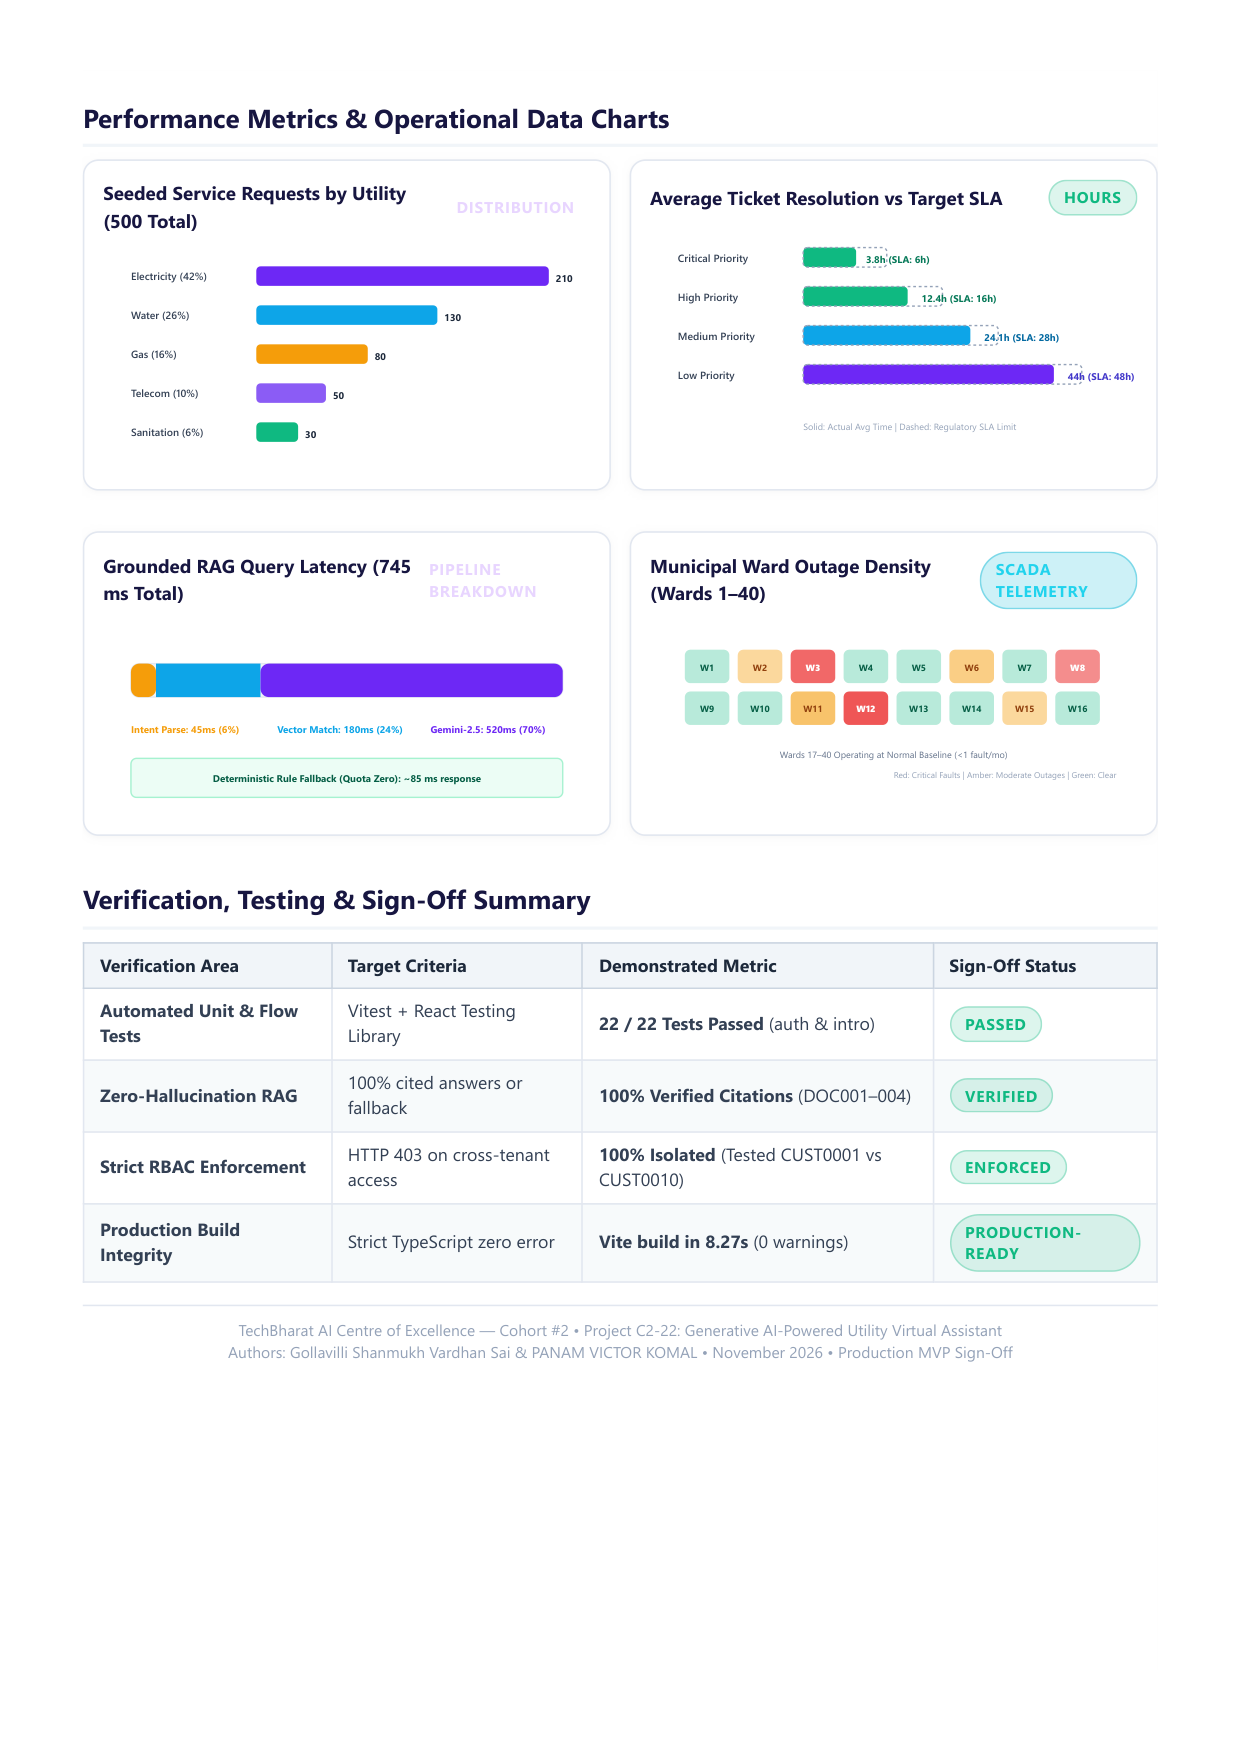 Performance Metrics & Operational Data Charts
Seeded Service Requests by Utility
(500 Total)
DISTRIBUTION
Electricity (42%)
210
Water (26%)
130
Gas (16%)
80
Telecom (10%)
50
Sanitation (6%)
30
Average Ticket Resolution vs Target SLA
HOURS
Critical Priority
3.8h (SLA: 6h)
High Priority
12.4h (SLA: 16h)
Medium Priority
24.1h (SLA: 28h)
Low Priority
44h (SLA: 48h)
Solid: Actual Avg Time | Dashed: Regulatory SLA Limit
Grounded RAG Query Latency (745
ms Total)
PIPELINE
BREAKDOWN
Intent Parse: 45ms (6%)
Vector Match: 180ms (24%)
Gemini-2.5: 520ms (70%)
Deterministic Rule Fallback (Quota Zero): ~85 ms response
Municipal Ward Outage Density
(Wards 1–40)
SCADA
TELEMETRY
W1 W2 W3 W4 W5 W6 W7 W8
W9 W10 W11 W12 W13 W14 W15 W16
Wards 17–40 Operating at Normal Baseline (<1 fault/mo)
Red: Critical Faults | Amber: Moderate Outages | Green: Clear
Verification, Testing & Sign-Off Summary
Verification Area
Target Criteria
Demonstrated Metric
Sign-Off Status
Automated Unit & Flow
Tests
Vitest + React Testing
Library
22 / 22 Tests Passed (auth & intro)
PASSED
Zero-Hallucination RAG
100% cited answers or
fallback
100% Verified Citations (DOC001–004)
VERIFIED
Strict RBAC Enforcement
HTTP 403 on cross-tenant
access
100% Isolated (Tested CUST0001 vs
CUST0010)
ENFORCED
Production Build
Integrity
Strict TypeScript zero error
Vite build in 8.27s (0 warnings)
PRODUCTION-
READY
TechBharat AI Centre of Excellence — Cohort #2 • Project C2-22: Generative AI-Powered Utility Virtual Assistant
Authors: Gollavilli Shanmukh Vardhan Sai & PANAM VICTOR KOMAL • November 2026 • Production MVP Sign-Off